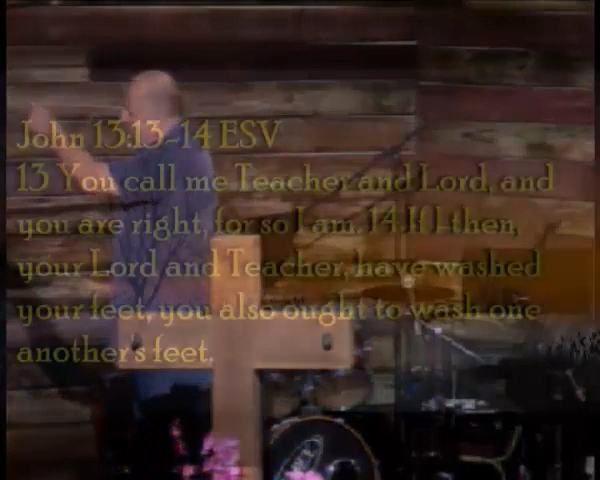 John 13:13-14 ESV
13 You call me Teacher and Lord, and
you are right, for so I am. 14 If I then,
your Lord and Teacher, have washed
your feet, you also ought to wash one
another's feet.